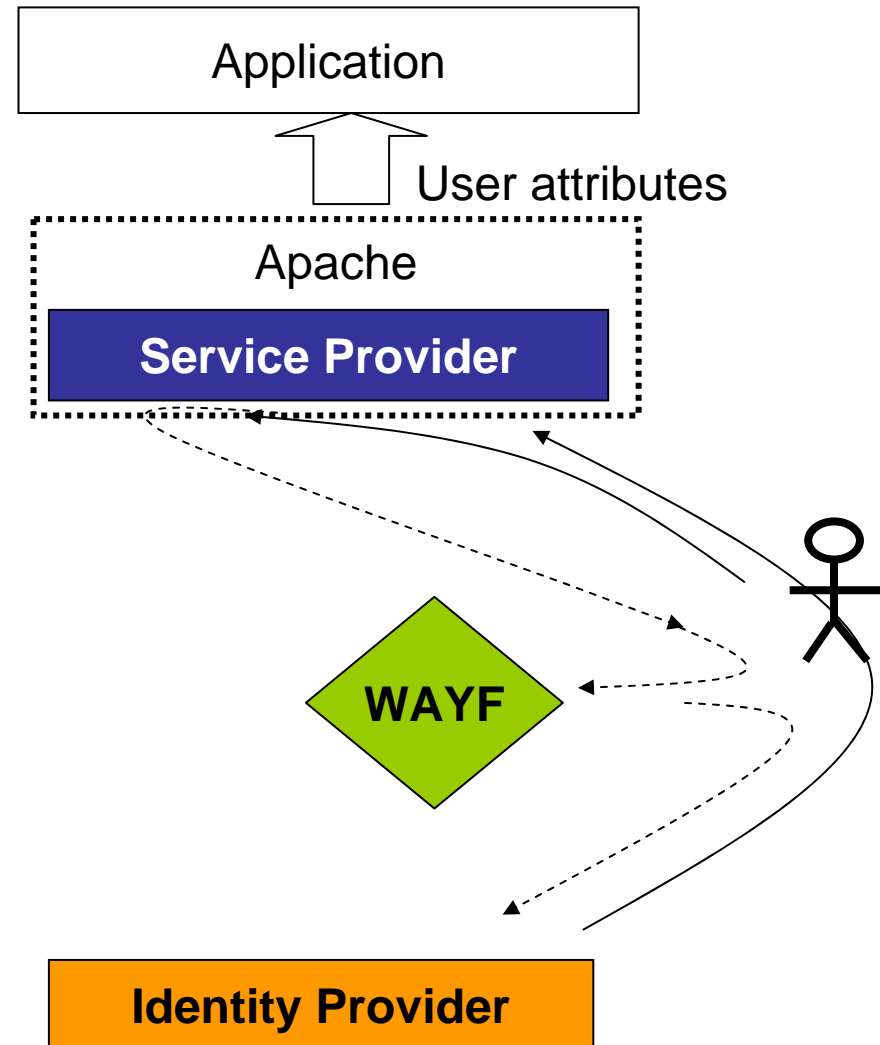 Application
User attributes
Apache
Service Provider
WAYF
Identity Provider